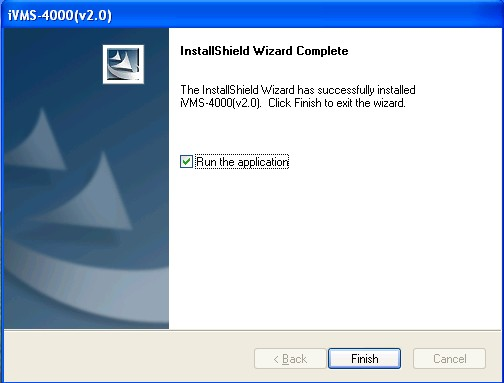 iVMS-4000(v2.0)
InstallShield Wizard Complete
The InstallShield Wizard has successfully installed
iVMS-4000(v2.0). Click Finish to exit the wizard.
Run the application
< Back
Finish
Cancel